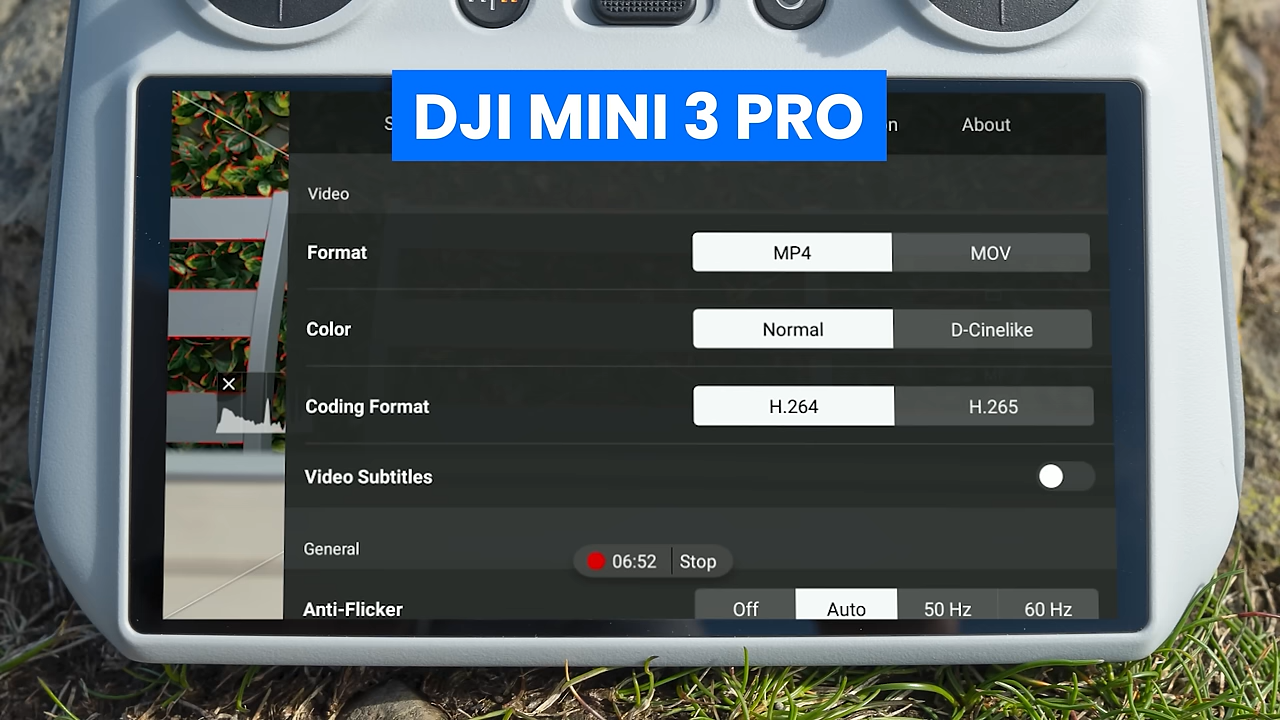 DJI MINI 3 PRO
About
Video
Format MP4 MOV
Color Normal D-Cinelike
Coding Format H.264 H.265
Video Subtitles
General
06:52 Stop
Anti-Flicker Off Auto 50 Hz 60 Hz